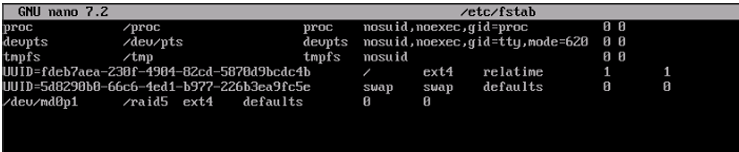 GNU nano 7.2 /etc/fstab
proc /proc proc nosuid,noexec,gid=proc 0 0
devpts /dev/pts devpts nosuid,noexec,gid=tty,mode=620 0 0
tmpfs /tmp tmpfs nosuid 0 0
UUID=fdeb7aea-230f-4904-82cd-5870d9bcdc4b / ext4 relatime 1 1
UUID=5d8290b0-66c6-4ed1-b977-226b3ea9fc5e swap swap defaults 0 0
/dev/md0p1 /raid5 ext4 defaults 0 0